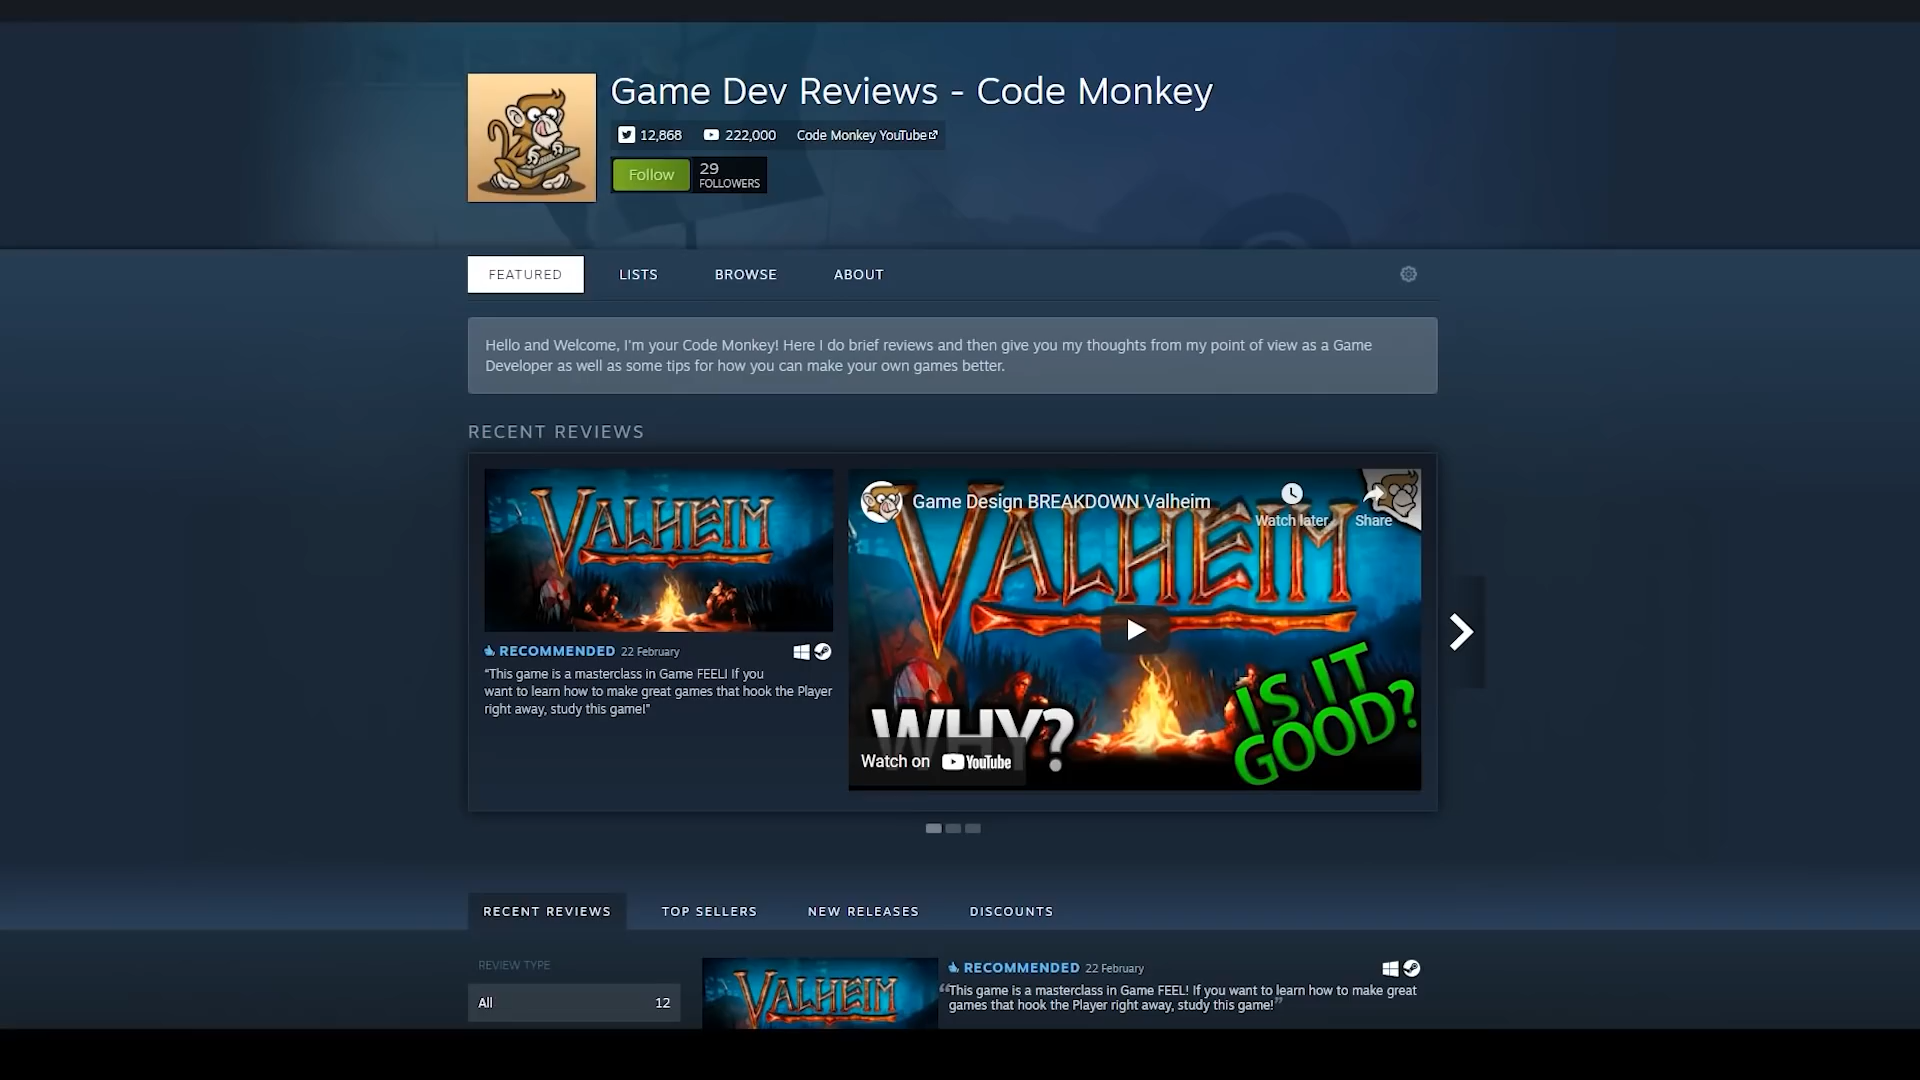 Game Dev Reviews - Code Monkey
12,868 222,000 Code Monkey YouTube
Follow 29
FOLLOWERS
FEATURED LISTS BROWSE ABOUT
Hello and Welcome, I'm your Code Monkey! Here I do brief reviews and then give you my thoughts from my point of view as a Game
Developer as well as some tips for how you can make your own games better.
RECENT REVIEWS
VALHEIM
RECOMMENDED 22 February
“This game is a masterclass in Game FEEL! If you
want to learn how to make great games that hook the Player
right away, study this game!”
Game Design BREAKDOWN Valheim
Watch later Share
VALHEIM
WHY?
IS IT
GOOD?
Watch on YouTube
RECENT REVIEWS TOP SELLERS NEW RELEASES DISCOUNTS
REVIEW TYPE
All 12
VALHEIM
RECOMMENDED 22 February
“This game is a masterclass in Game FEEL! If you want to learn how to make great
games that hook the Player right away, study this game!”